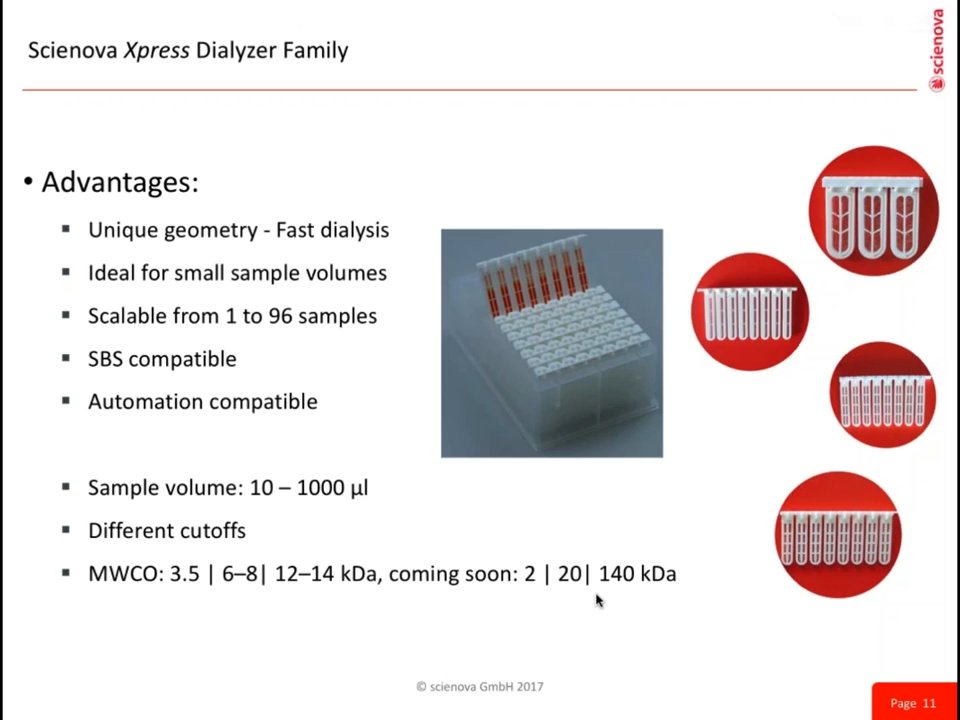 Scienova Xpress Dialyzer Family
scienova
• Advantages:
▪ Unique geometry - Fast dialysis
▪ Ideal for small sample volumes
▪ Scalable from 1 to 96 samples
▪ SBS compatible
▪ Automation compatible
▪ Sample volume: 10 – 1000 µl
▪ Different cutoffs
▪ MWCO: 3.5 | 6–8| 12–14 kDa, coming soon: 2 | 20| 140 kDa
© scienova GmbH 2017
Page 11